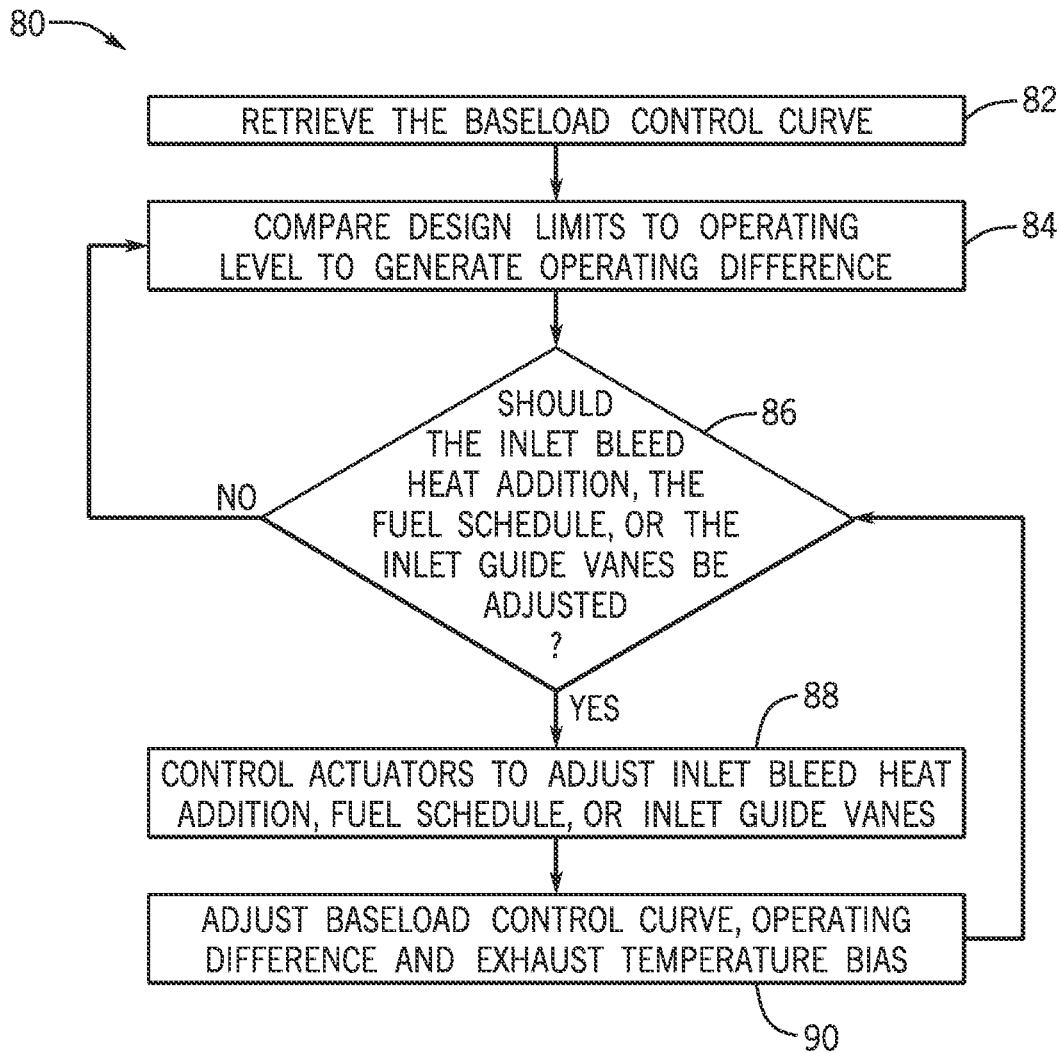 80
RETRIEVE THE BASELOAD CONTROL CURVE
82
COMPARE DESIGN LIMITS TO OPERATING
LEVEL TO GENERATE OPERATING DIFFERENCE
84
SHOULD
THE INLET BLEED
HEAT ADDITION, THE
FUEL SCHEDULE, OR THE
INLET GUIDE VANES BE
ADJUSTED
?
86
NO
YES
88
CONTROL ACTUATORS TO ADJUST INLET BLEED HEAT
ADDITION, FUEL SCHEDULE, OR INLET GUIDE VANES
ADJUST BASELOAD CONTROL CURVE, OPERATING
DIFFERENCE AND EXHAUST TEMPERATURE BIAS
90